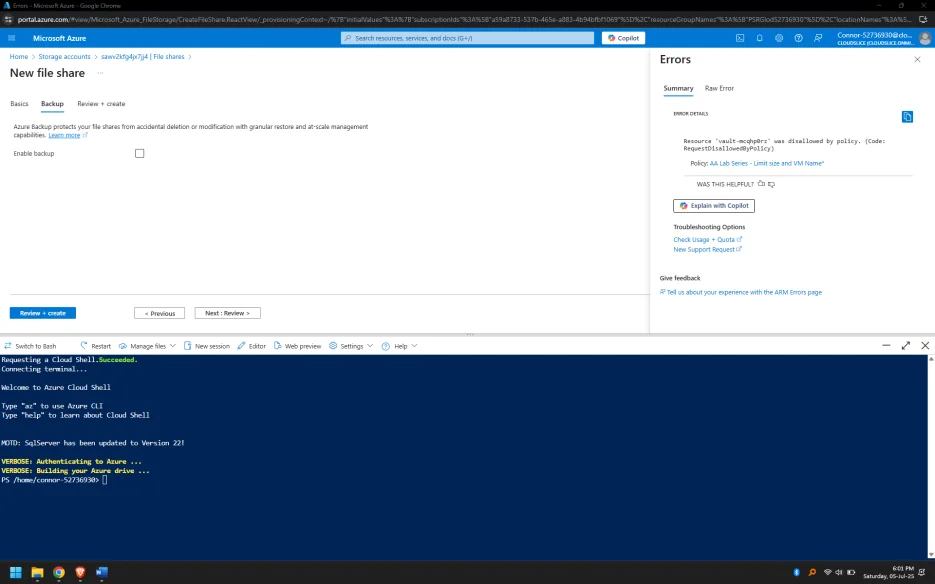 Errors - Microsoft Azure - Google Chrome
Microsoft Azure
Search resources, services, and docs (G+/)
Copilot
Connor-52736930@clo...
CLOUDSLICE (CLOUDSLICE.ONMI...
Home > Storage accounts > sawv2kfg4jx7jj4 | File shares >
New file share ...
Basics Backup Review + create
Azure Backup protects your file shares from accidental deletion or modification with granular restore and at-scale management
capabilities. Learn more
Enable backup
Review + create < Previous Next : Review >
Errors
Summary Raw Error
ERROR DETAILS
Resource 'vault-mcqhp0rz' was disallowed by policy. (Code:
RequestDisallowedByPolicy)
Policy: AA Lab Series - Limit size and VM Name*
WAS THIS HELPFUL?
Explain with Copilot
Troubleshooting Options
Check Usage + Quota
New Support Request
Give feedback
Tell us about your experience with the ARM Errors page
Switch to Bash Restart Manage files New session Editor Web preview Settings Help
Requesting a Cloud Shell.Succeeded.
Connecting terminal...
Welcome to Azure Cloud Shell
Type "az" to use Azure CLI
Type "help" to learn about Cloud Shell
MOTD: SqlServer has been updated to Version 22!
VERBOSE: Authenticating to Azure ...
VERBOSE: Building your Azure drive ...
PS /home/connor-52736930>
6:01 PM
Saturday, 05-Jul-25